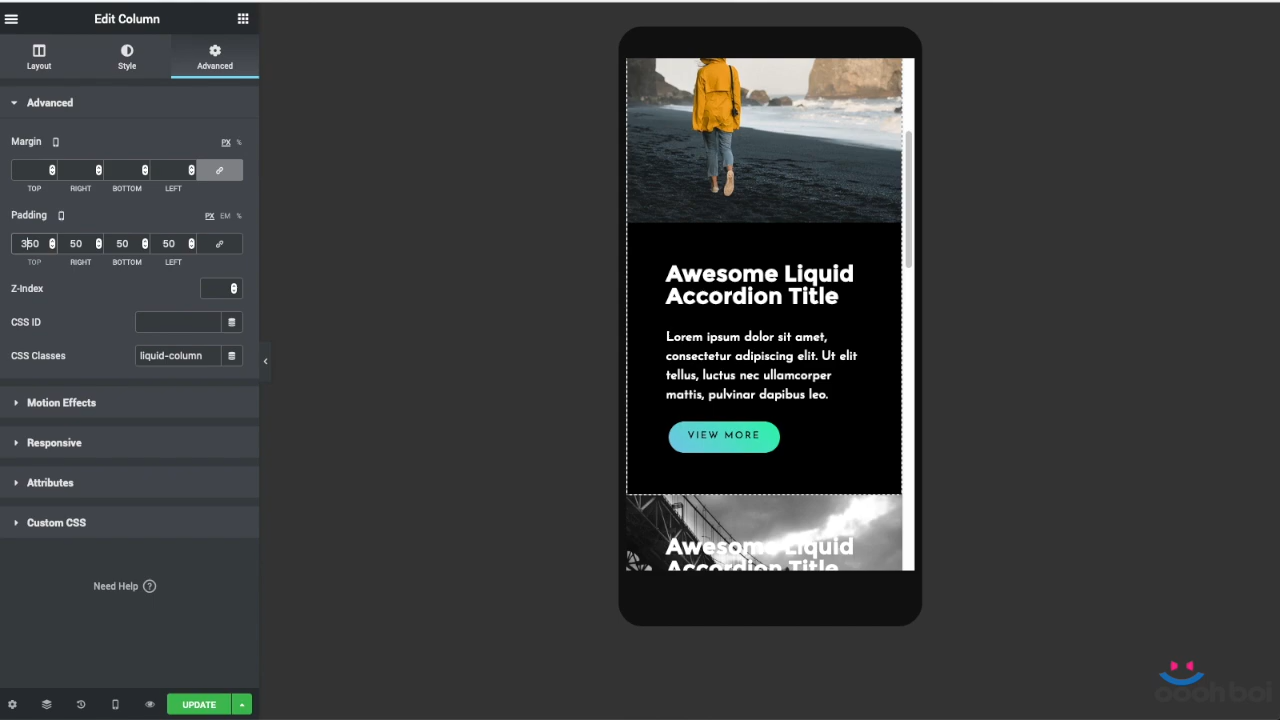 Edit Column
Layout
Style
Advanced
Advanced
Margin
PX %
TOP RIGHT BOTTOM LEFT
Padding
PX EM %
350 50 50 50
TOP RIGHT BOTTOM LEFT
Z-Index
CSS ID
CSS Classes
liquid-column
Motion Effects
Responsive
Attributes
Custom CSS
Need Help ?
UPDATE
Awesome Liquid
Accordion Title
Lorem ipsum dolor sit amet,
consectetur adipiscing elit. Ut elit
tellus, luctus nec ullamcorper
mattis, pulvinar dapibus leo.
VIEW MORE
Awesome Liquid
Accordion Title
oooh boi